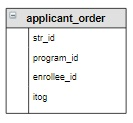 applicant_order
str_id
program_id
enrollee_id
itog